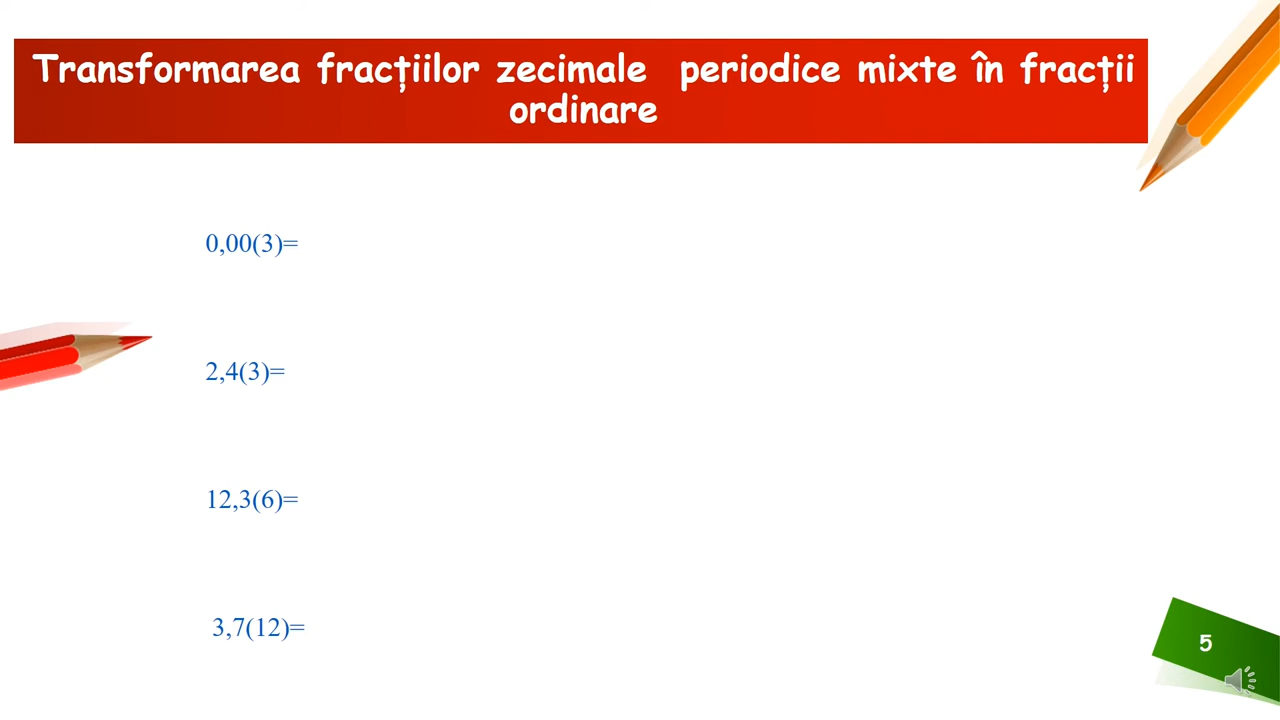 Transformarea fracțiilor zecimale periodice mixte în fracții
ordinare
0,00(3)=
2,4(3)=
12,3(6)=
3,7(12)=
5